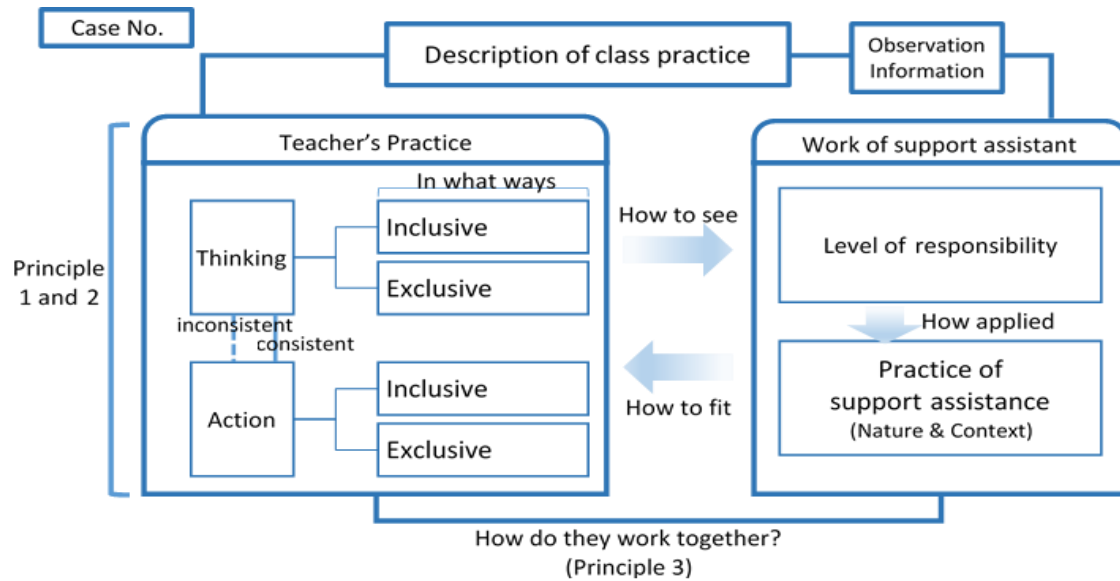 Case No.
Description of class practice
Observation
Information
Teacher's Practice
Work of support assistant
In what ways
Inclusive
Thinking
Exclusive
Principle
1 and 2
inconsistent
consistent
Inclusive
Action
Exclusive
How to see
How to fit
Level of responsibility
How applied
Practice of
support assistance
(Nature & Context)
How do they work together?
(Principle 3)